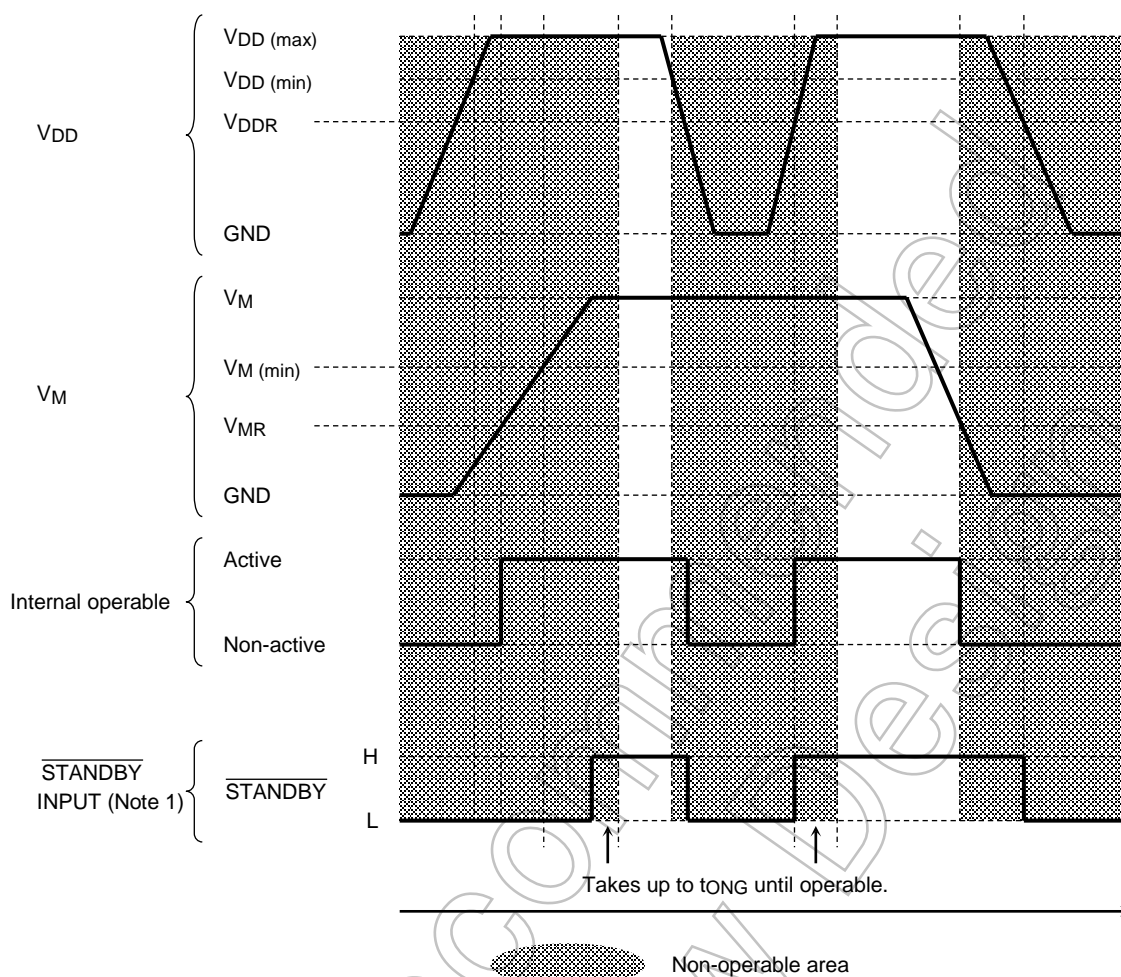 VDD
VDD (max)
VDD (min)
VDDR
GND
VM
VM
VM (min)
VMR
GND
Internal operable
Active
Non-active
STANDBY
INPUT (Note 1)
STANDBY
H
L
Takes up to tONG until operable.
Non-operable area